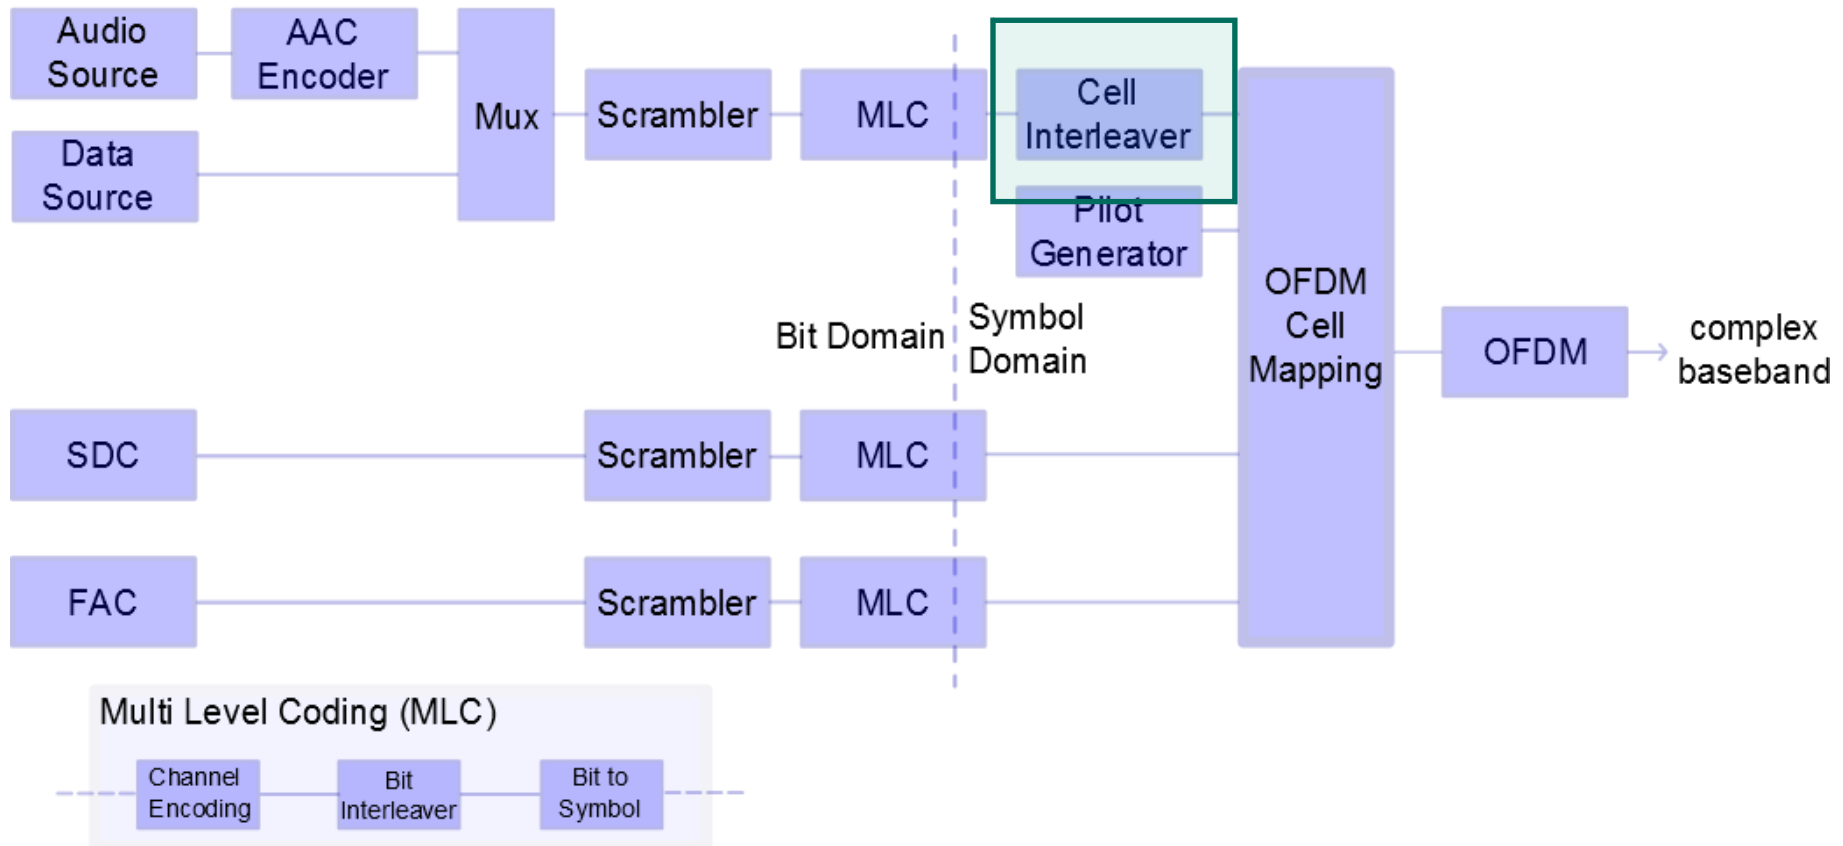 Audio
Source
AAC
Encoder
Data
Source
Mux
Scrambler
MLC
Cell
Interleaver
Pilot
Generator
Bit Domain
Symbol
Domain
OFDM
Cell
Mapping
OFDM
complex
baseband
SDC
Scrambler
MLC
FAC
Scrambler
MLC
Multi Level Coding (MLC)
Channel
Encoding
Bit
Interleaver
Bit to
Symbol